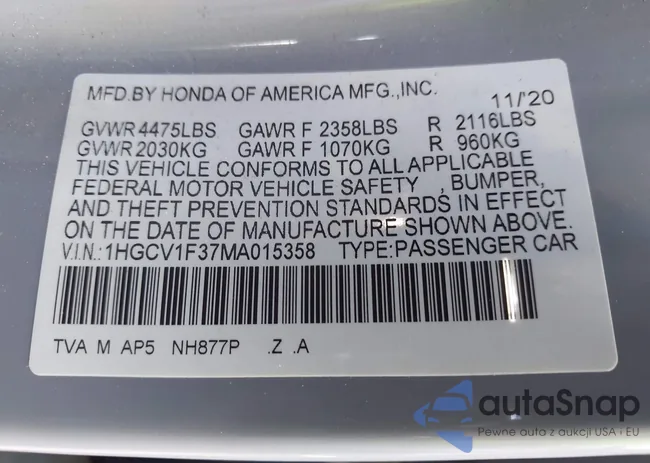 MFD.BY HONDA OF AMERICA MFG.,INC. 11/'20
GVWR 4475LBS GAWR F 2358LBS R 2116LBS
GVWR 2030KG GAWR F 1070KG R 960KG
THIS VEHICLE CONFORMS TO ALL APPLICABLE
FEDERAL MOTOR VEHICLE SAFETY , BUMPER,
AND THEFT PREVENTION STANDARDS IN EFFECT
ON THE DATE OF MANUFACTURE SHOWN ABOVE.
V.I.N.:1HGCV1F37MA015358 TYPE:PASSENGER CAR
TVA M AP5 NH877P .Z .A
autoSnap
Pewne auta z aukcji USA i EU